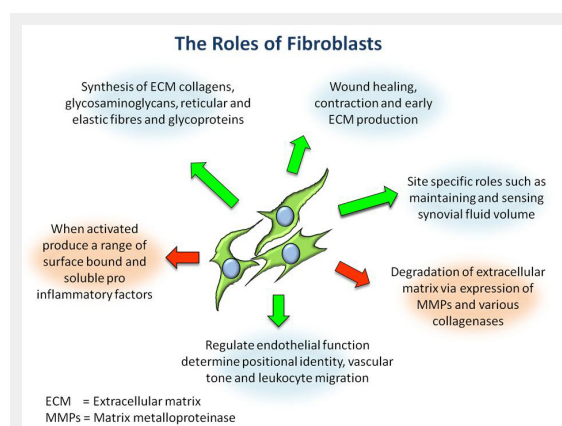 The Roles of Fibroblasts
Synthesis of ECM collagens,
glycosaminoglycans, reticular and
elastic fibres and glycoproteins
Wound healing,
contraction and early
ECM production
Site specific roles such as
maintaining and sensing
synovial fluid volume
When activated
produce a range of
surface bound and
soluble pro
inflammatory factors
Degradation of extracellular
matrix via expression of
MMPs and various
collagenases
Regulate endothelial function
determine positional identity, vascular
tone and leukocyte migration
ECM = Extracellular matrix
MMPs = Matrix metalloproteinase